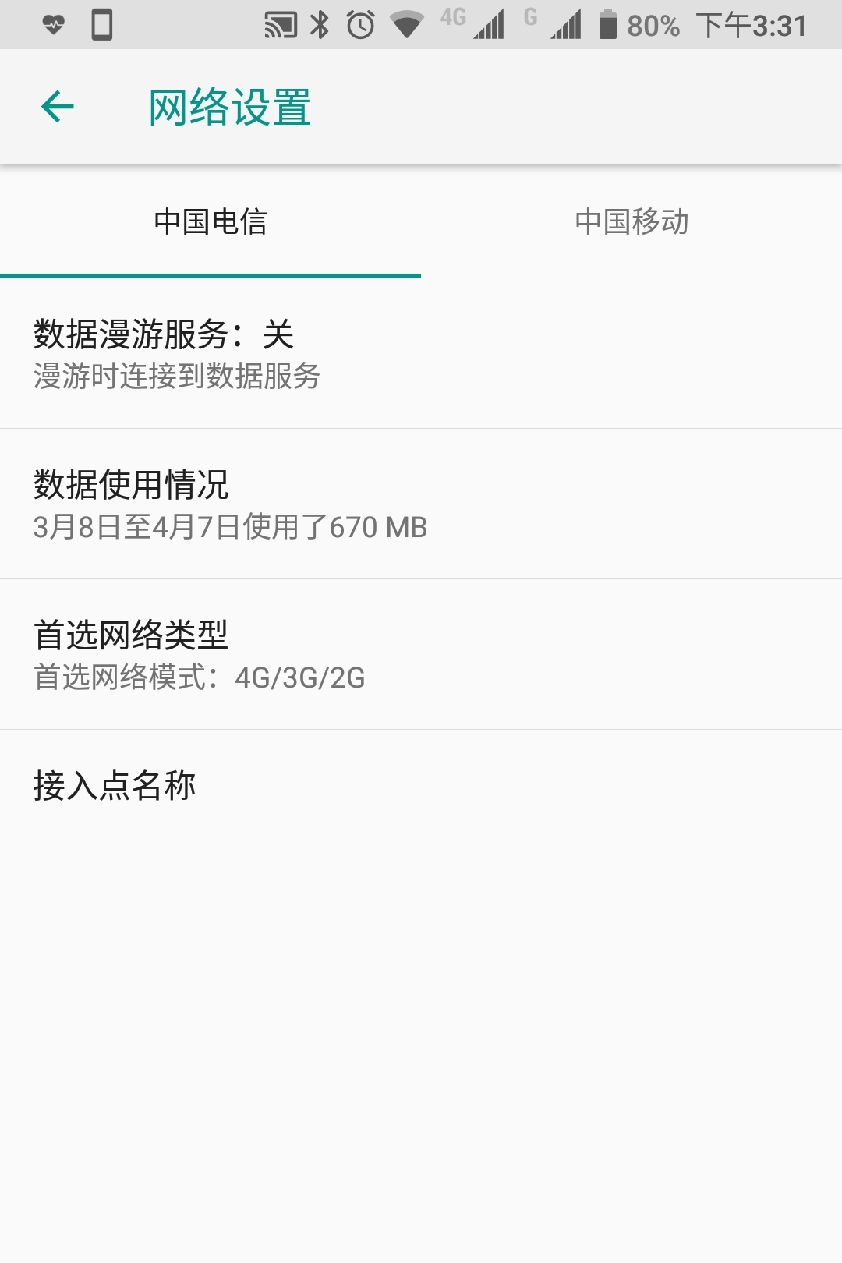 4G G 80% 下午3:31
网络设置
中国电信 中国移动
数据漫游服务：关
漫游时连接到数据服务
数据使用情况
3月8日至4月7日使用了670 MB
首选网络类型
首选网络模式：4G/3G/2G
接入点名称